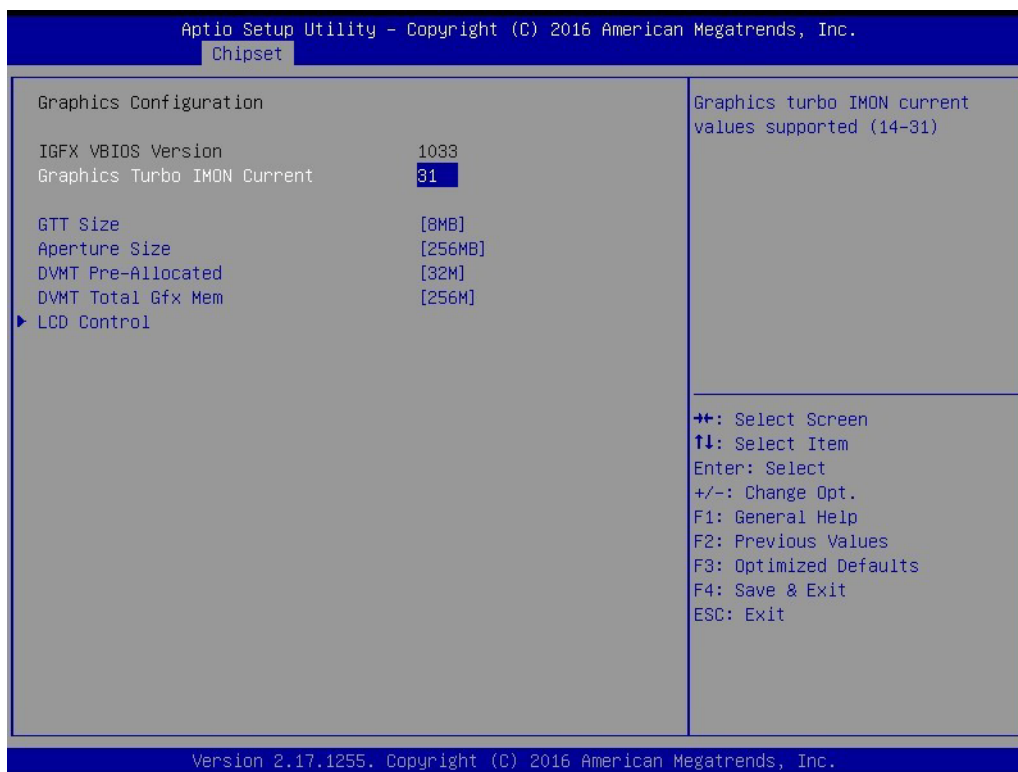 Aptio Setup Utility – Copyright (C) 2016 American Megatrends, Inc.
Chipset
Graphics Configuration
IGFX VBIOS Version 1033
Graphics Turbo IMON Current 31
GTT Size [8MB]
Aperture Size [256MB]
DVMT Pre-Allocated [32M]
DVMT Total Gfx Mem [256M]
▶ LCD Control
Graphics turbo IMON current
values supported (14-31)
→←: Select Screen
↑↓: Select Item
Enter: Select
+/-: Change Opt.
F1: General Help
F2: Previous Values
F3: Optimized Defaults
F4: Save & Exit
ESC: Exit
Version 2.17.1255. Copyright (C) 2016 American Megatrends, Inc.